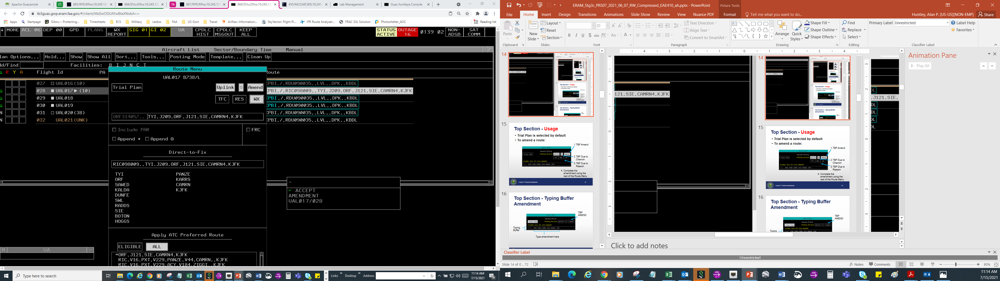 Apache Guacamole
21
865/RPD:RPos:10.245.12
866/DVu:DPos:10.245.12
16
867/RPD:RPos:10.245.12
868/DVu:DPos:10.245.12
455/MCG:MCWS:10.245
Lab Management
Guac huntleya Console
tb3guac.gwp.eram.faa.gov/#/client/MzEwODUAYwBteXNxbA==
Apps
Startpage
Gibiru – Protecting...
Timesheets
ECS
Military
Leidos
FAA
US Govt
Travel
AirNav: Information...
SkyVector: Flight Pl...
IFR Route Analyzer...
FRAC SSL Solution
Photoshelter_AOC
Reading list
MORE
ACL 06
DEP 00
GPD
PLANS
WX REPORT
SIG 01
GI 02
UA
CPDLC HIST
CPDLC MSGOUT
KEEP ALL
STATUS ACTIVE
OUTAGE 16
0139 02
NON-ADSB
SAT COMM
Aircraft List Sector/Boundary Time Manual
lan Options...
Hold...
Show
Show All
Sort...
Tools...
Posting Mode
Template...
Clean Up
dd/Find
Facilities: B I J N C T
R Y A Flight Id PA
Route
027 UAL016(10)
KPBI./.RDU090035..LVL..DPK..KBDL
028 UAL017 (10)
KPBI./.RIC098009..TYI.J209.ORF.J121.SIE.CAMRN4.KJFK
029 UAL018
KPBI./.RDU090035..LVL..DPK..KBDL
030 UAL019
KPBI./.RDU090035..LVL..DPK..KBDL
031 UAL020(38)
KPBI./.RDU090035..LVL..DPK..KBDL
032 UAL021(UNK)
KPBI./.RDU090035..LVL..DPK..KBDL
Route Menu
UAL017 B738/L
Trial Plan
Uplink
Amend
TFC
RES
WX
ORF314057.. TYI.J209.ORF.J121.SIE.CAMRN4.KJFK
Include PAR
FRC
Append *
Append ⊕
Direct-to-Fix
RIC098009..TYI.J209.ORF.J121.SIE.CAMRN4.KJFK
TYI PANZE
ORF KARRS
SAWED CAMRN
KALDA KJFK
DUNFE
SWL
RADDS
SIE
BOTON
HOGGS
Apply ATC Preferred Route
ELIGIBLE
ALL
→ORF.J121.SIE.CAMRN4.KJFK
RIC.V16.PXT.V229.PANZE.V44.CAMRN..KJFK
RIC.V16.PXT.V229.ACY.V184.ZIGGI..KJFK
✓ ACCEPT
AMENDMENT
UAL017/028
M UA
Type here to search
Links
Desktop
Address
11:14 AM
7/15/2021
18
ERAM_Stg3c_PRS07_2021_06_07_RW_Compressed_EAE410_ah.pptx - PowerPoint
Picture Tools
File
Home
Insert
Design
Transitions
Animations
Slide Show
Review
View
Nuance PDF
Format
Tell me what you want to do...
Huntley, Alan P. [US-US](NON-EMP)
Share
Paste
New Slide
Layout
Reset
Section
20
Text Direction
Align Text
Convert to SmartArt
Arrange
Quick Styles
Shape Fill
Shape Outline
Shape Effects
Find
Replace
Select
Primary Label
Unrestricted
Label Help
Favorites
Clipboard
Slides
Font
Paragraph
Drawing
Editing
Classifier Label
14
15
Top Section - Usage
• Trial Plan is selected by default
• To amend a route:
1. TBP Amend
2. TBP Due to Chevron
3. TBP Due to Reason
4. Complete the amendment using the rest of the Route Menu
Lesson 7: Route Amendments
16
Top Section - Typing Buffer Amendment
TBP AMEND
Typing Buffer
Type amendment here
121.SIE.CAMRN4.KJFK
14
15
Top Section - Usage
• Trial Plan is selected by default
• To amend a route:
1. TBP Amend
2. TBP Due to Chevron
3. TBP Due to Reason
4. Complete the amendment using the rest of the Route Menu
Lesson 7: Route Amendments
16
Top Section - Typing Buffer Amendment
TBP AMEND
Typing
.J121.SIE.
Animation Pane
Play All
Click to add notes
Classifier Label
Unrestricted
Slide 14 of 0 .. 72
Notes
Comments
80%
11:14 AM
7/15/2021